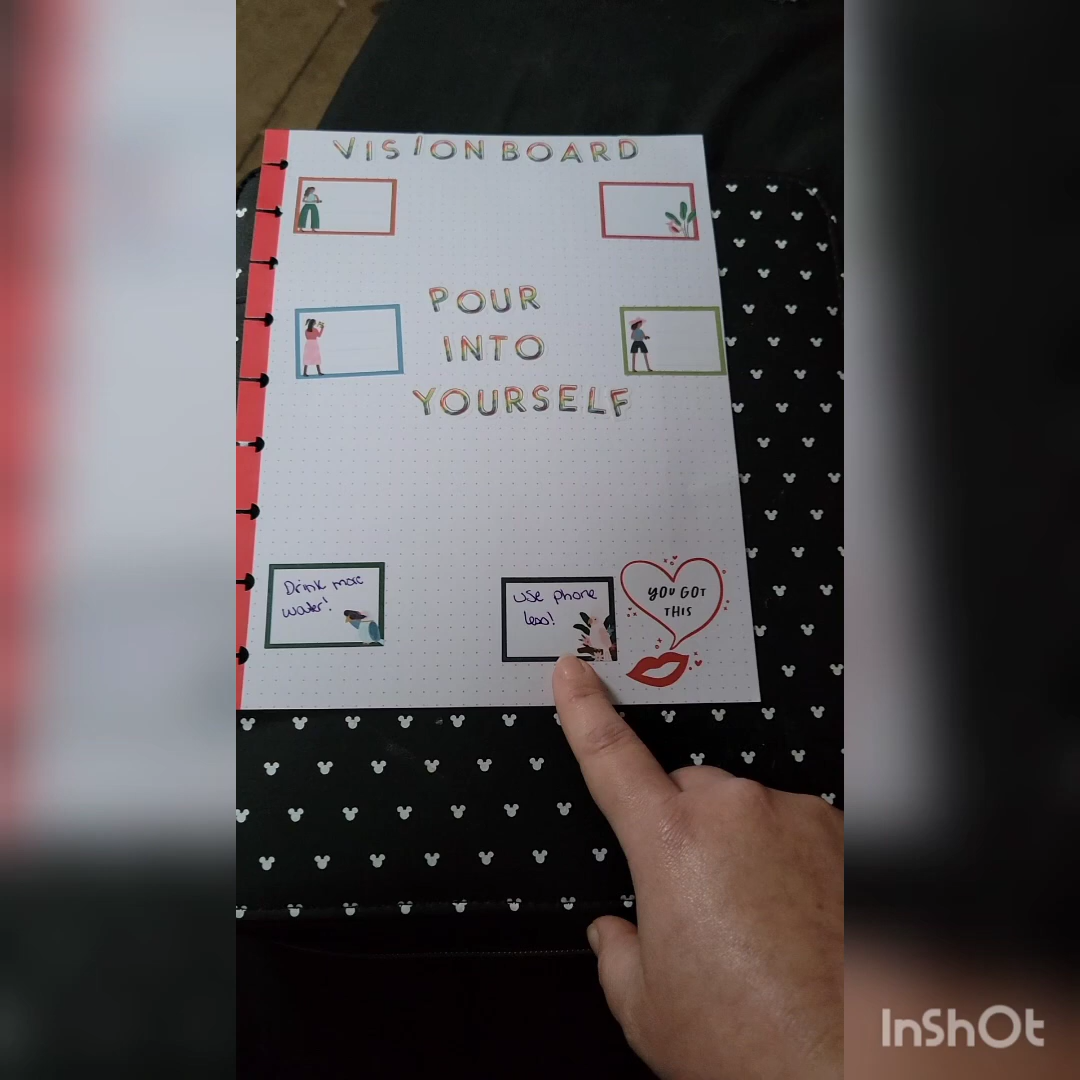 VISION BOARD
POUR
INTO
YOURSELF
Drink more
water!
use phone
less!
YOU GOT
THIS
InShOt